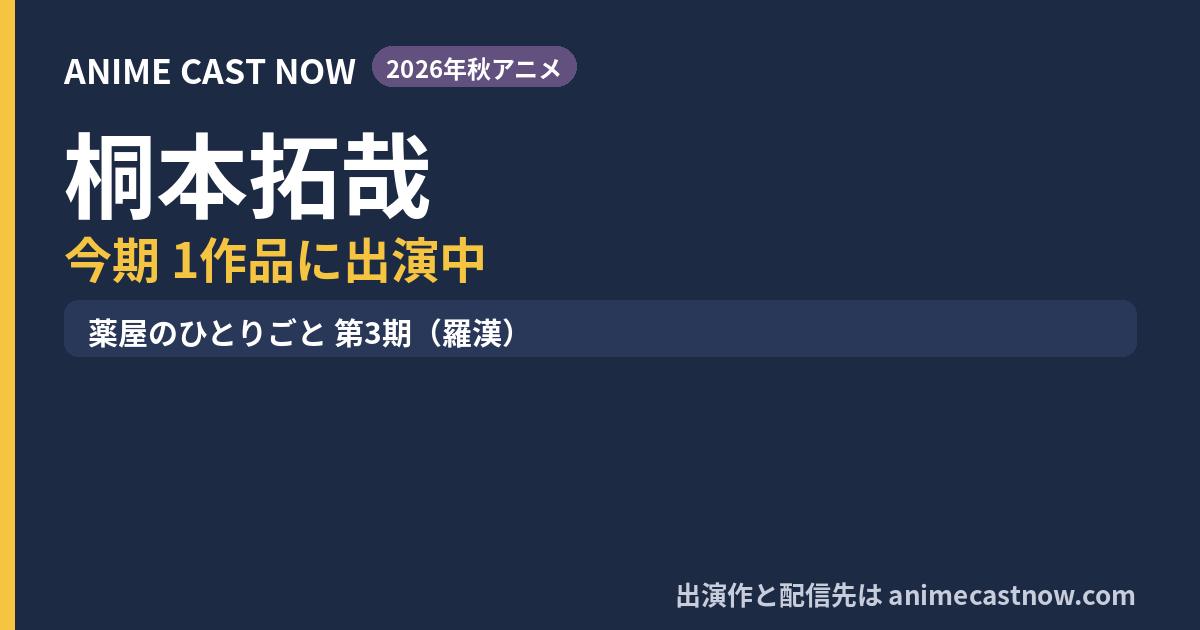 ANIME CAST NOW 2026年秋アニメ
桐本拓哉
今期 1作品に出演中
薬屋のひとりごと 第3期（羅漢）
出演作と配信先は animecastnow.com